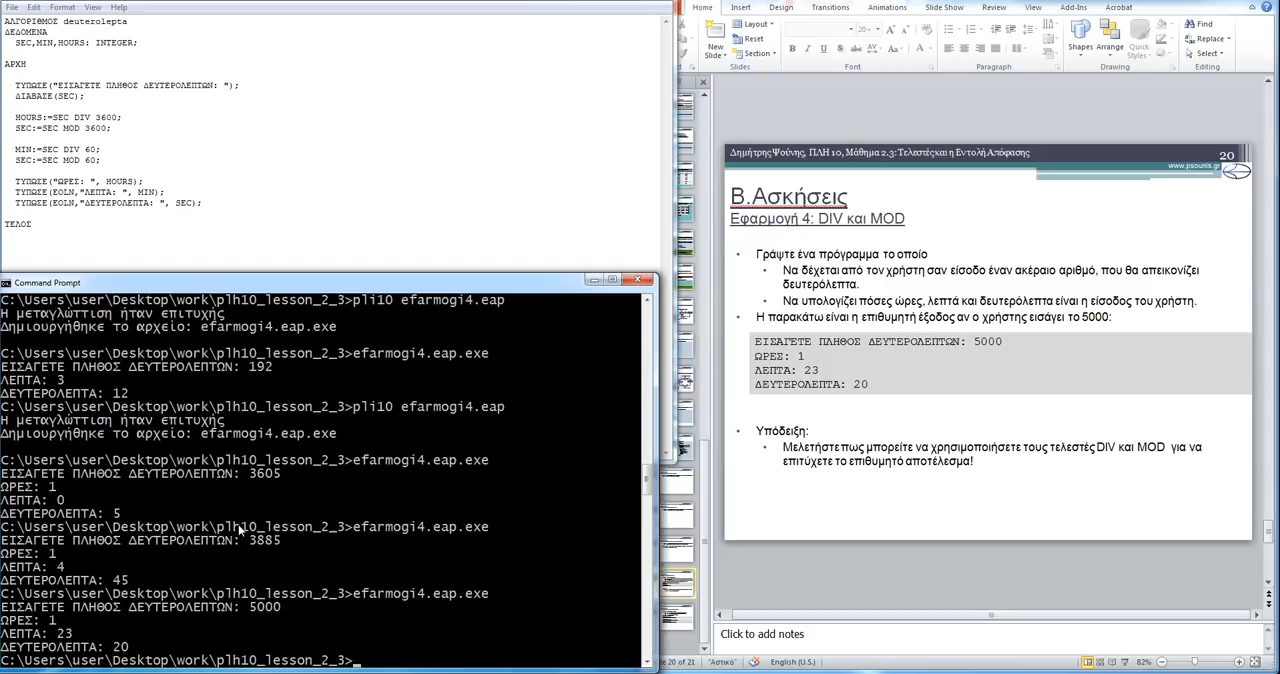 File Edit Format View Help
ΑΛΓΟΡΙΘΜΟΣ deuterolepta
ΔΕΔΟΜΕΝΑ
SEC,MIN,HOURS: INTEGER;
ΑΡΧΗ
ΤΥΠΩΣΕ("ΕΙΣΑΓΕΤΕ ΠΛΗΘΟΣ ΔΕΥΤΕΡΟΛΕΠΤΩΝ: ");
ΔΙΑΒΑΣΕ(SEC);
HOURS:=SEC DIV 3600;
SEC:=SEC MOD 3600;
MIN:=SEC DIV 60;
SEC:=SEC MOD 60;
ΤΥΠΩΣΕ("ΩΡΕΣ: ", HOURS);
ΤΥΠΩΣΕ(EOLN,"ΛΕΠΤΑ: ", MIN);
ΤΥΠΩΣΕ(EOLN,"ΔΕΥΤΕΡΟΛΕΠΤΑ: ", SEC);
ΤΕΛΟΣ
Command Prompt
C:\Users\user\Desktop\work\plh10_lesson_2_3>pli10 efarmogi4.eap
Η μεταγλώττιση ήταν επιτυχής
Δημιουργήθηκε το αρχείο: efarmogi4.eap.exe
C:\Users\user\Desktop\work\plh10_lesson_2_3>efarmogi4.eap.exe
ΕΙΣΑΓΕΤΕ ΠΛΗΘΟΣ ΔΕΥΤΕΡΟΛΕΠΤΩΝ: 192
ΛΕΠΤΑ: 3
ΔΕΥΤΕΡΟΛΕΠΤΑ: 12
C:\Users\user\Desktop\work\plh10_lesson_2_3>pli10 efarmogi4.eap
Η μεταγλώττιση ήταν επιτυχής
Δημιουργήθηκε το αρχείο: efarmogi4.eap.exe
C:\Users\user\Desktop\work\plh10_lesson_2_3>efarmogi4.eap.exe
ΕΙΣΑΓΕΤΕ ΠΛΗΘΟΣ ΔΕΥΤΕΡΟΛΕΠΤΩΝ: 3605
ΩΡΕΣ: 1
ΛΕΠΤΑ: 0
ΔΕΥΤΕΡΟΛΕΠΤΑ: 5
C:\Users\user\Desktop\work\plh10_lesson_2_3>efarmogi4.eap.exe
ΕΙΣΑΓΕΤΕ ΠΛΗΘΟΣ ΔΕΥΤΕΡΟΛΕΠΤΩΝ: 3885
ΩΡΕΣ: 1
ΛΕΠΤΑ: 4
ΔΕΥΤΕΡΟΛΕΠΤΑ: 45
C:\Users\user\Desktop\work\plh10_lesson_2_3>efarmogi4.eap.exe
ΕΙΣΑΓΕΤΕ ΠΛΗΘΟΣ ΔΕΥΤΕΡΟΛΕΠΤΩΝ: 5000
ΩΡΕΣ: 1
ΛΕΠΤΑ: 23
ΔΕΥΤΕΡΟΛΕΠΤΑ: 20
C:\Users\user\Desktop\work\plh10_lesson_2_3>
Home Insert Design Transitions Animations Slide Show Review View Add-Ins Acrobat
New Slide Layout Reset Section
Shapes Arrange Quick Styles
Find Replace Select
Slides Font Paragraph Drawing Editing
Δημήτρης Ψούνης, ΠΛΗ 10, Μάθημα 2.3: Τελεστές και η Εντολή Απόφασης 20
www.psounis.gr
Β.Ασκήσεις
Εφαρμογή 4: DIV και MOD
• Γράψτε ένα πρόγραμμα το οποίο
• Να δέχεται από τον χρήστη σαν είσοδο έναν ακέραιο αριθμό, που θα απεικονίζει
δευτερόλεπτα.
• Να υπολογίζει πόσες ώρες, λεπτά και δευτερόλεπτα είναι η είσοδος του χρήστη.
• Η παρακάτω είναι η επιθυμητή έξοδος αν ο χρήστης εισάγει το 5000:
ΕΙΣΑΓΕΤΕ ΠΛΗΘΟΣ ΔΕΥΤΕΡΟΛΕΠΤΩΝ: 5000
ΩΡΕΣ: 1
ΛΕΠΤΑ: 23
ΔΕΥΤΕΡΟΛΕΠΤΑ: 20
• Υπόδειξη:
• Μελετήστε πως μπορείτε να χρησιμοποιήσετε τους τελεστές DIV και MOD για να
επιτύχετε το επιθυμητό αποτέλεσμα!
Click to add notes
20 of 21 "Αστικό" English (U.S.) 82%